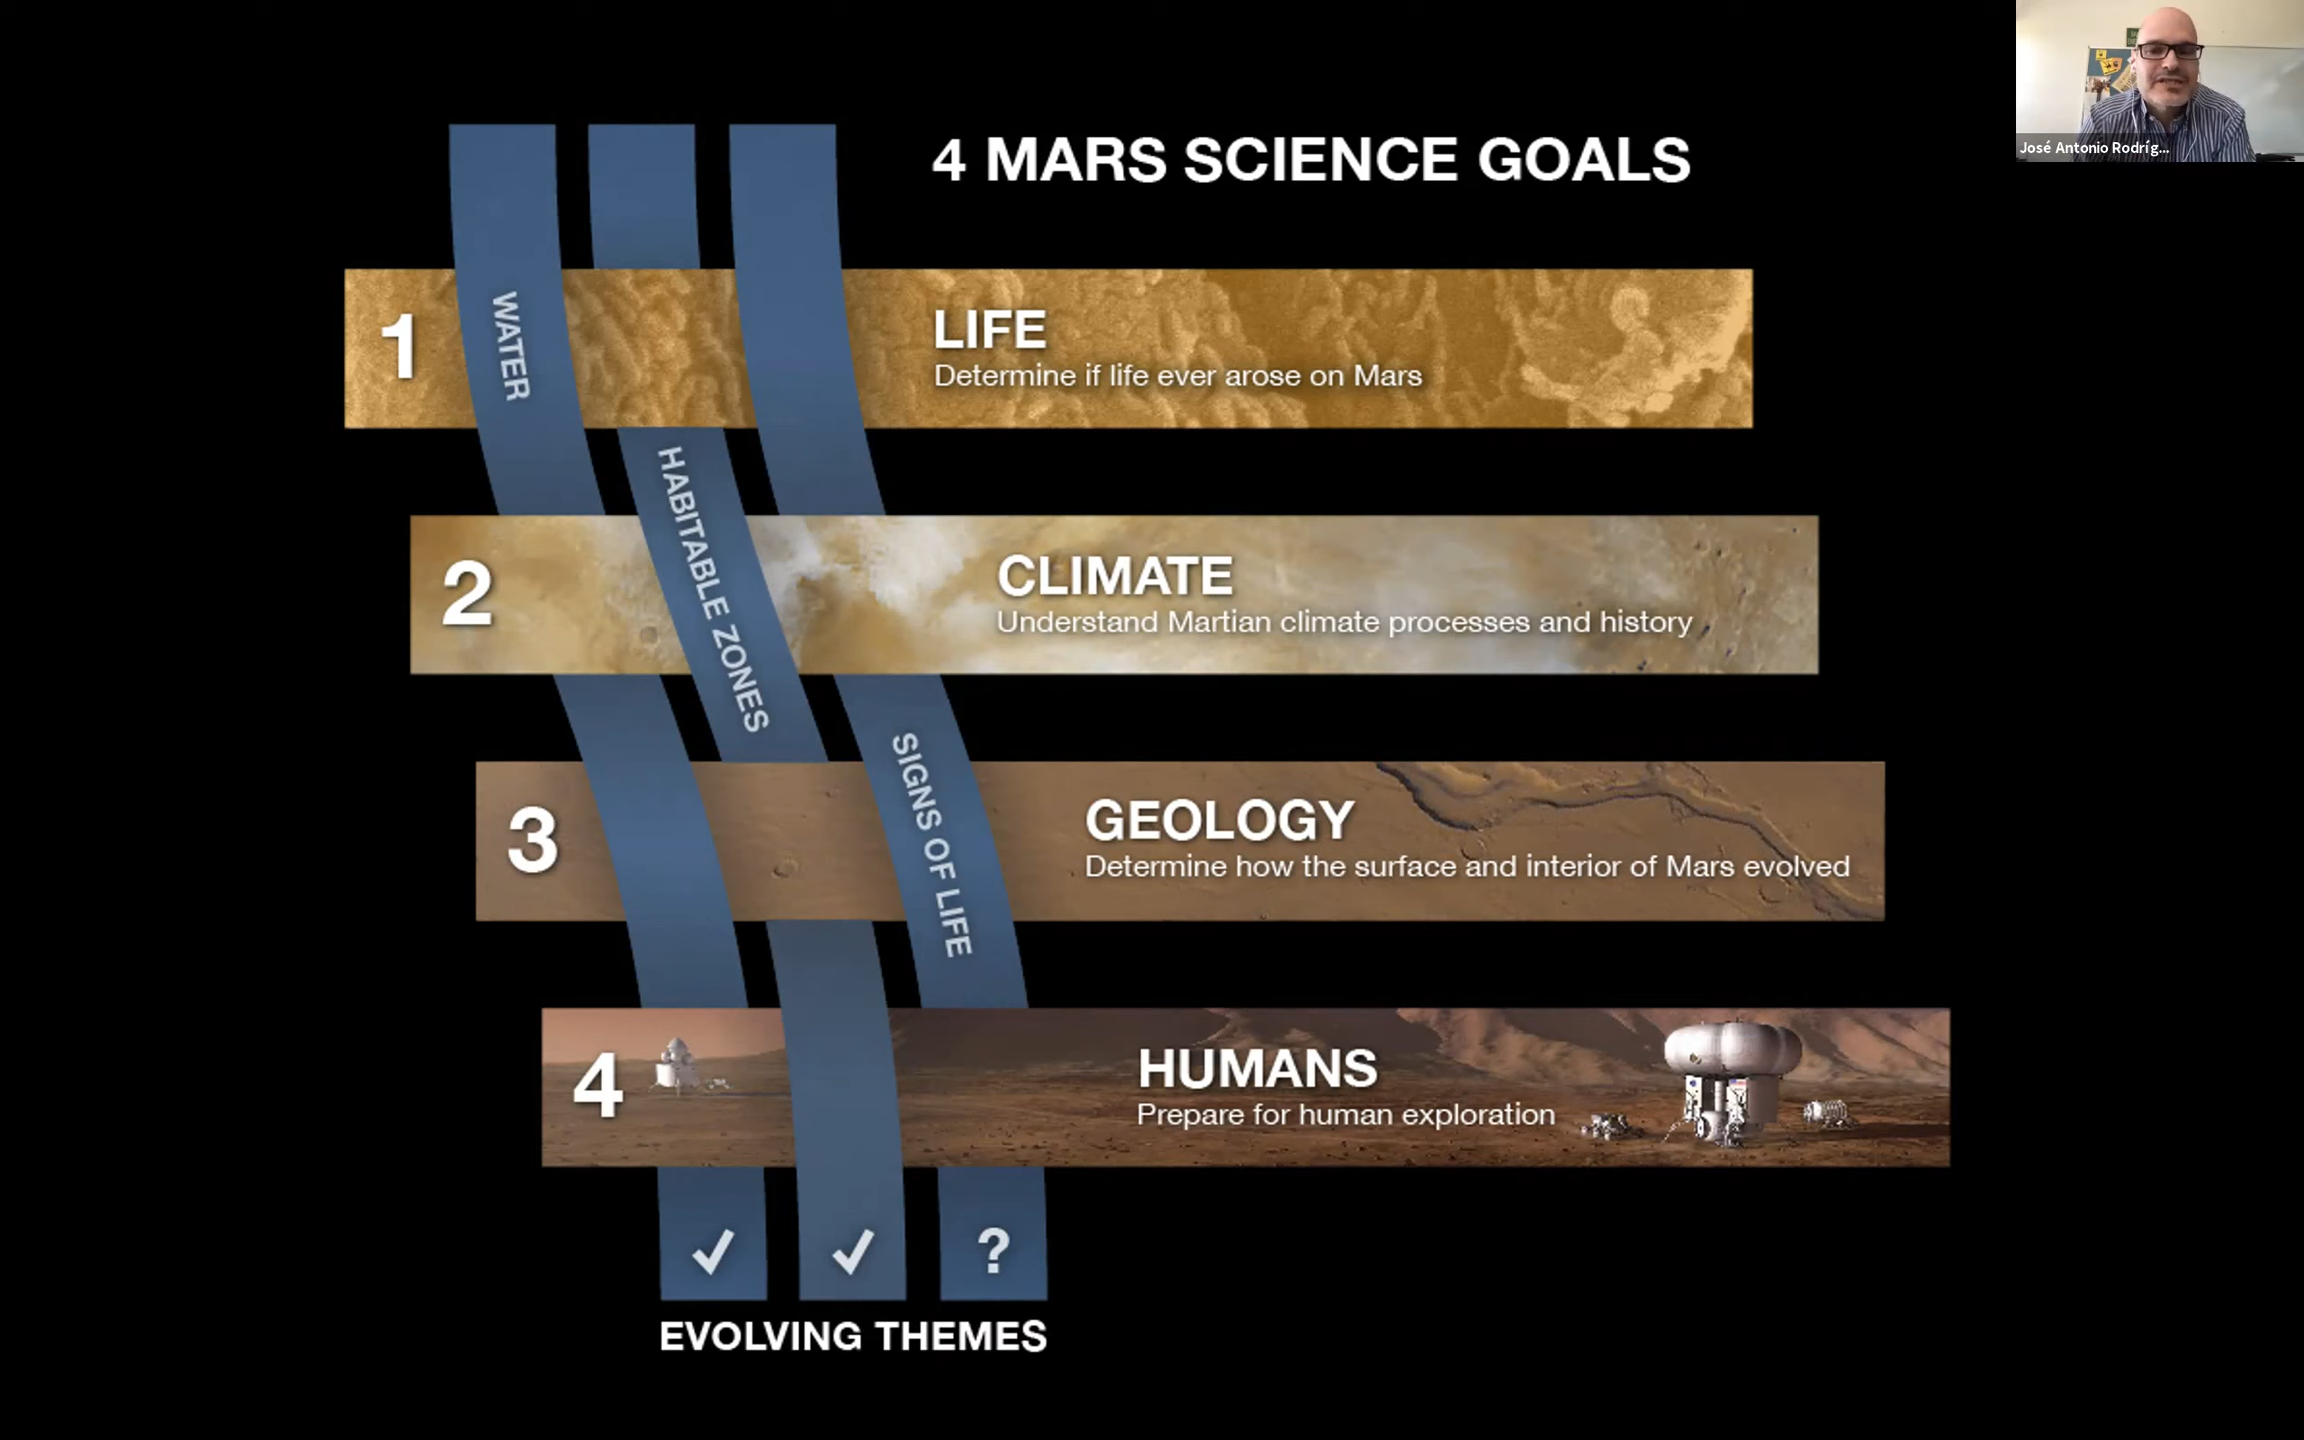 José Antonio Rodríg...
4 MARS SCIENCE GOALS
1
WATER
LIFE
Determine if life ever arose on Mars
HABITABLE ZONES
2
CLIMATE
Understand Martian climate processes and history
SIGNS OF LIFE
3
GEOLOGY
Determine how the surface and interior of Mars evolved
4
HUMANS
Prepare for human exploration
✓ ✓ ?
EVOLVING THEMES